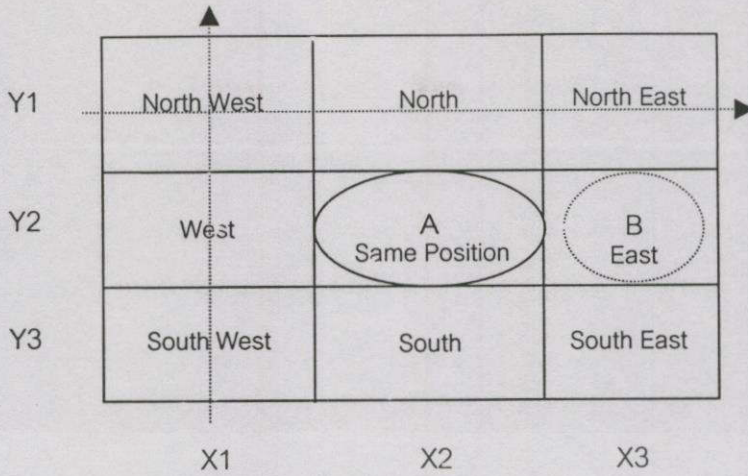 Y1
North West
North
North East
Y2
West
A
Same Position
B
East
Y3
South West
South
South East
X1
X2
X3